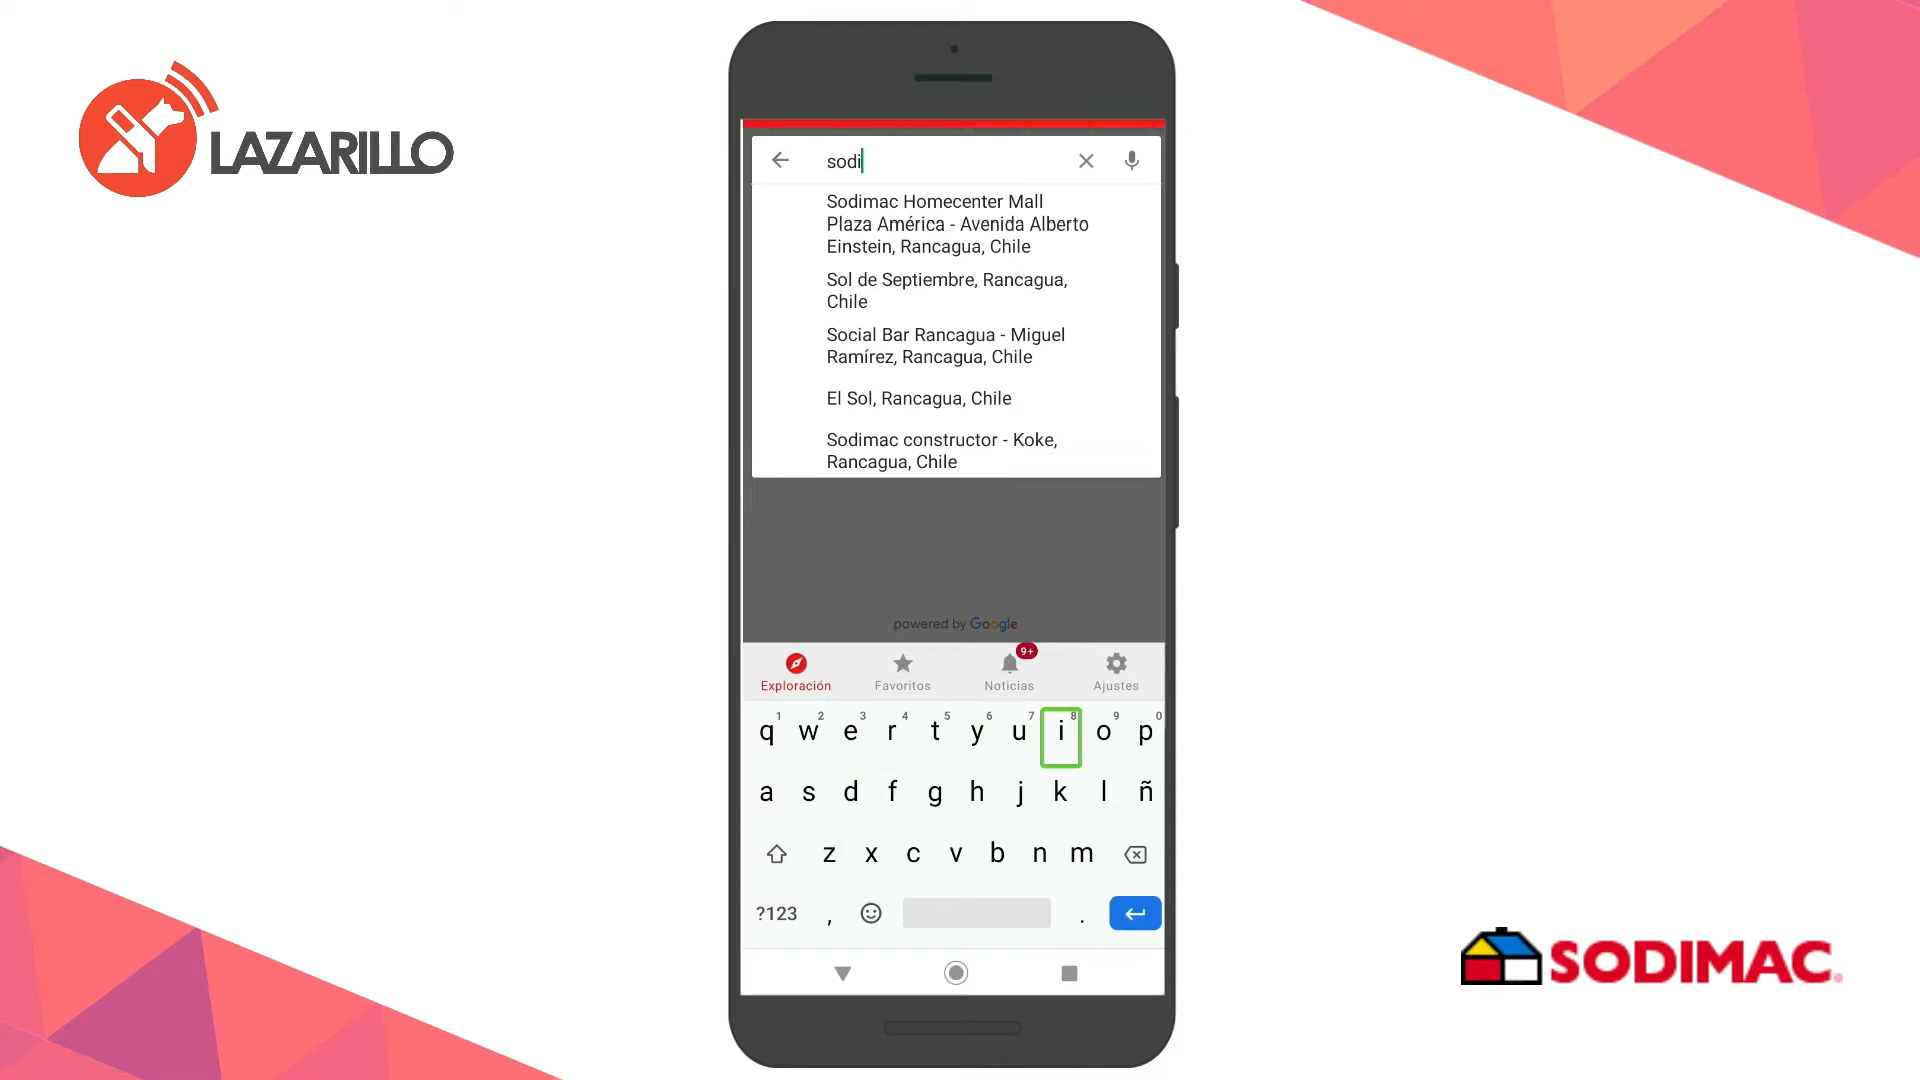 LAZARILLO
sodi
Sodimac Homecenter Mall
Plaza América - Avenida Alberto
Einstein, Rancagua, Chile
Sol de Septiembre, Rancagua,
Chile
Social Bar Rancagua - Miguel
Ramírez, Rancagua, Chile
El Sol, Rancagua, Chile
Sodimac constructor - Koke,
Rancagua, Chile
powered by Google
9+
Exploración Favoritos Noticias Ajustes
1 2 3 4 5 6 7 8 9 0
q w e r t y u i o p
a s d f g h j k l ñ
z x c v b n m
?123 , .
SODIMAC